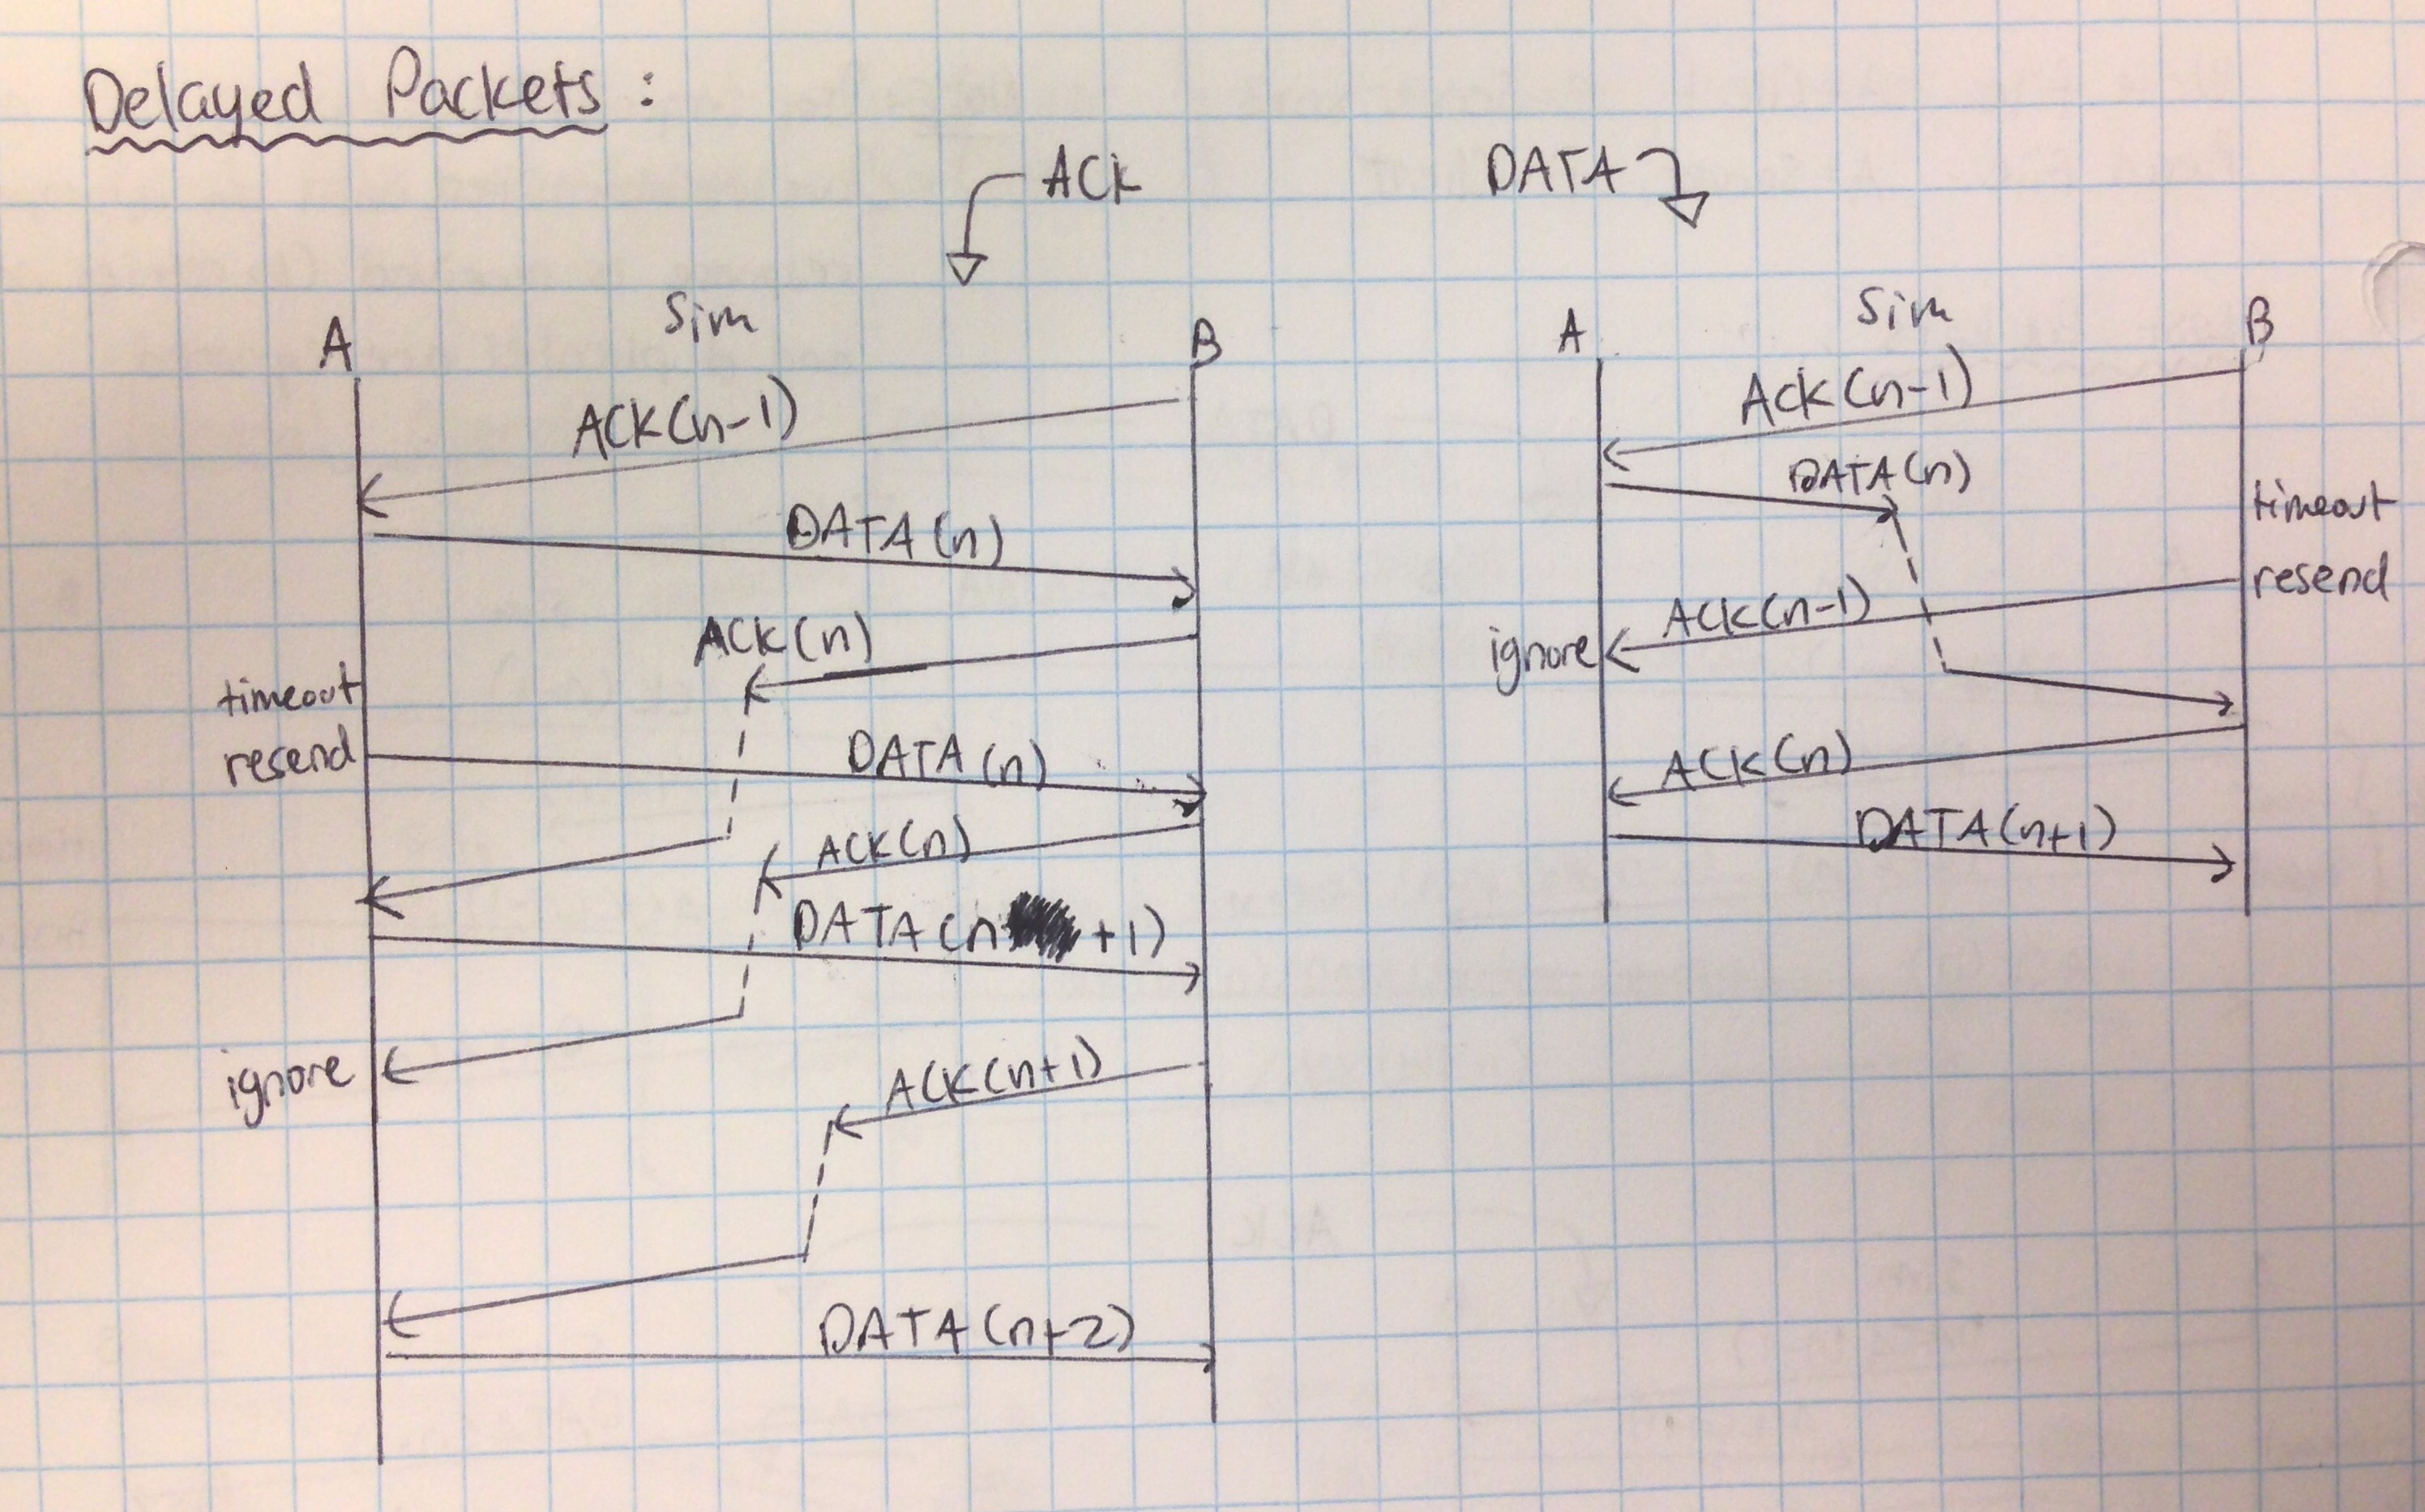 Delayed Packets :
ACK
A Sim B
ACK(n-1)
DATA(n)
ACK(n)
timeout
resend
DATA(n)
ACK(n)
DATA(n +1)
ignore
ACK(n+1)
DATA(n+2)
DATA
A Sim B
ACK(n-1)
DATA(n)
timeout
resend
ACK(n-1)
ignore
ACK(n)
DATA(n+1)